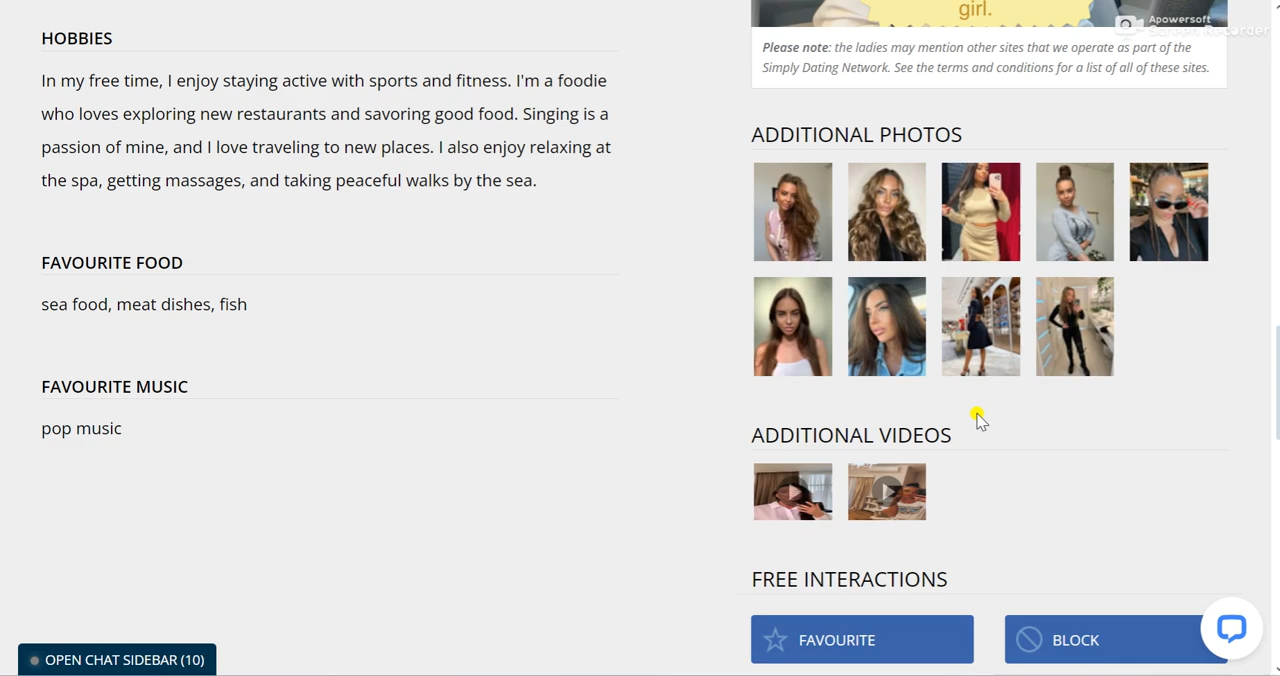 HOBBIES
In my free time, I enjoy staying active with sports and fitness. I'm a foodie
who loves exploring new restaurants and savoring good food. Singing is a
passion of mine, and I love traveling to new places. I also enjoy relaxing at
the spa, getting massages, and taking peaceful walks by the sea.
FAVOURITE FOOD
sea food, meat dishes, fish
FAVOURITE MUSIC
pop music
OPEN CHAT SIDEBAR (10)
girl.
Apowersoft
Screen Recorder
Please note: the ladies may mention other sites that we operate as part of the
Simply Dating Network. See the terms and conditions for a list of all of these sites.
ADDITIONAL PHOTOS
ADDITIONAL VIDEOS
FREE INTERACTIONS
FAVOURITE
BLOCK